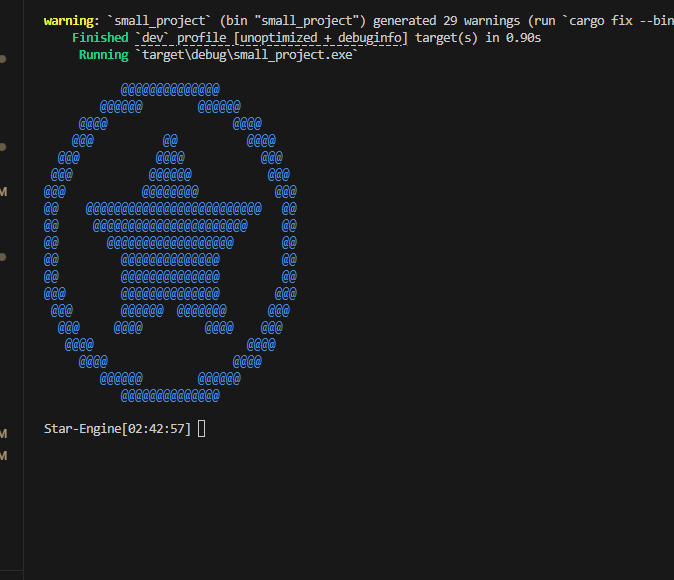 warning: `small_project` (bin "small_project") generated 29 warnings (run `cargo fix --bin
Finished `dev` profile [unoptimized + debuginfo] target(s) in 0.90s
Running `target\debug\small_project.exe`
@@@@@@@@@@@@@@
@@@@@@ @@@@@@
@@@@ @@@@
@@@ @@ @@@@
@@@ @@@@ @@@
@@@ @@@@@@ @@@
@@@ @@@@@@@@ @@@
@@ @@@@@@@@@@@@@@@@@@@@@@@@@ @@
@@ @@@@@@@@@@@@@@@@@@@@@@ @@
@@ @@@@@@@@@@@@@@@@@@ @@
@@ @@@@@@@@@@@@@@ @@
@@ @@@@@@@@@@@@@@ @@
@@@ @@@@@@@@@@@@@@ @@@
@@@ @@@@@@ @@@@@@@ @@@
@@@ @@@@ @@@@ @@@
@@@@ @@@@
@@@@ @@@@
@@@@@@ @@@@@@
@@@@@@@@@@@@@@
Star-Engine[02:42:57]
M
M
M